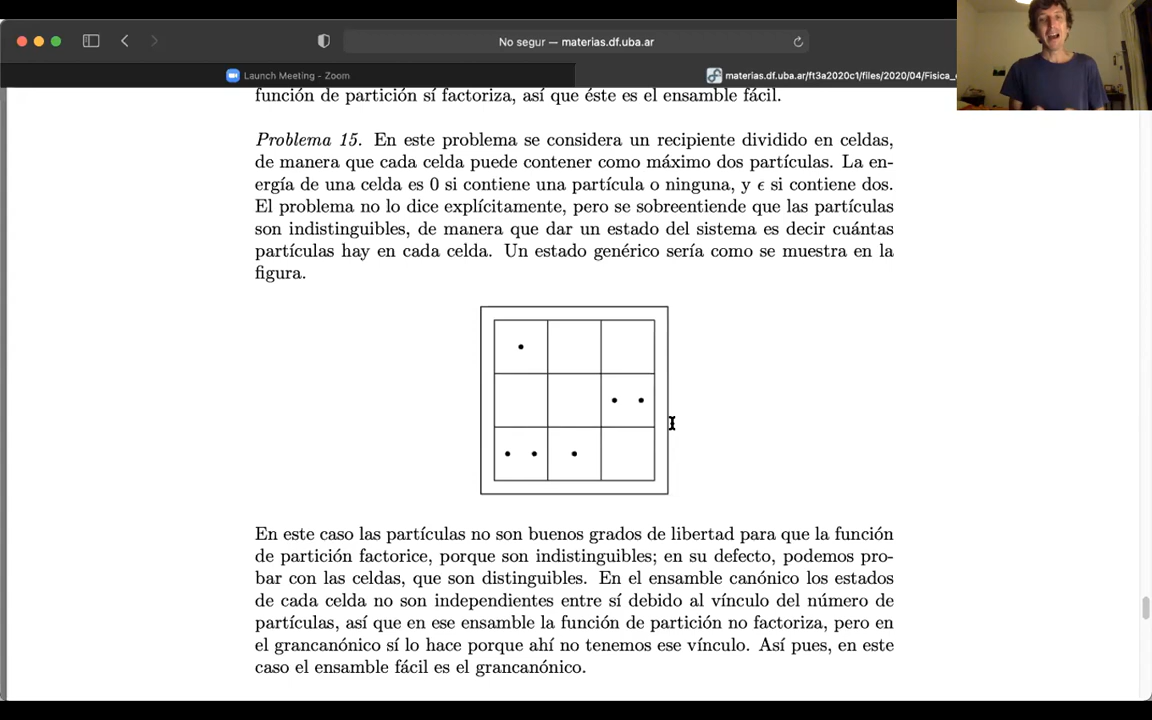 No segur — materias.df.uba.ar
Launch Meeting - Zoom
materias.df.uba.ar/ft3a2020c1/files/2020/04/Fisica_
función de partición sí factoriza, así que éste es el ensamble fácil.
Problema 15. En este problema se considera un recipiente dividido en celdas,
de manera que cada celda puede contener como máximo dos partículas. La en-
ergía de una celda es 0 si contiene una partícula o ninguna, y ϵ si contiene dos.
El problema no lo dice explícitamente, pero se sobreentiende que las partículas
son indistinguibles, de manera que dar un estado del sistema es decir cuántas
partículas hay en cada celda. Un estado genérico sería como se muestra en la
figura.
En este caso las partículas no son buenos grados de libertad para que la función
de partición factorice, porque son indistinguibles; en su defecto, podemos pro-
bar con las celdas, que son distinguibles. En el ensamble canónico los estados
de cada celda no son independientes entre sí debido al vínculo del número de
partículas, así que en ese ensamble la función de partición no factoriza, pero en
el grancanónico sí lo hace porque ahí no tenemos ese vínculo. Así pues, en este
caso el ensamble fácil es el grancanónico.